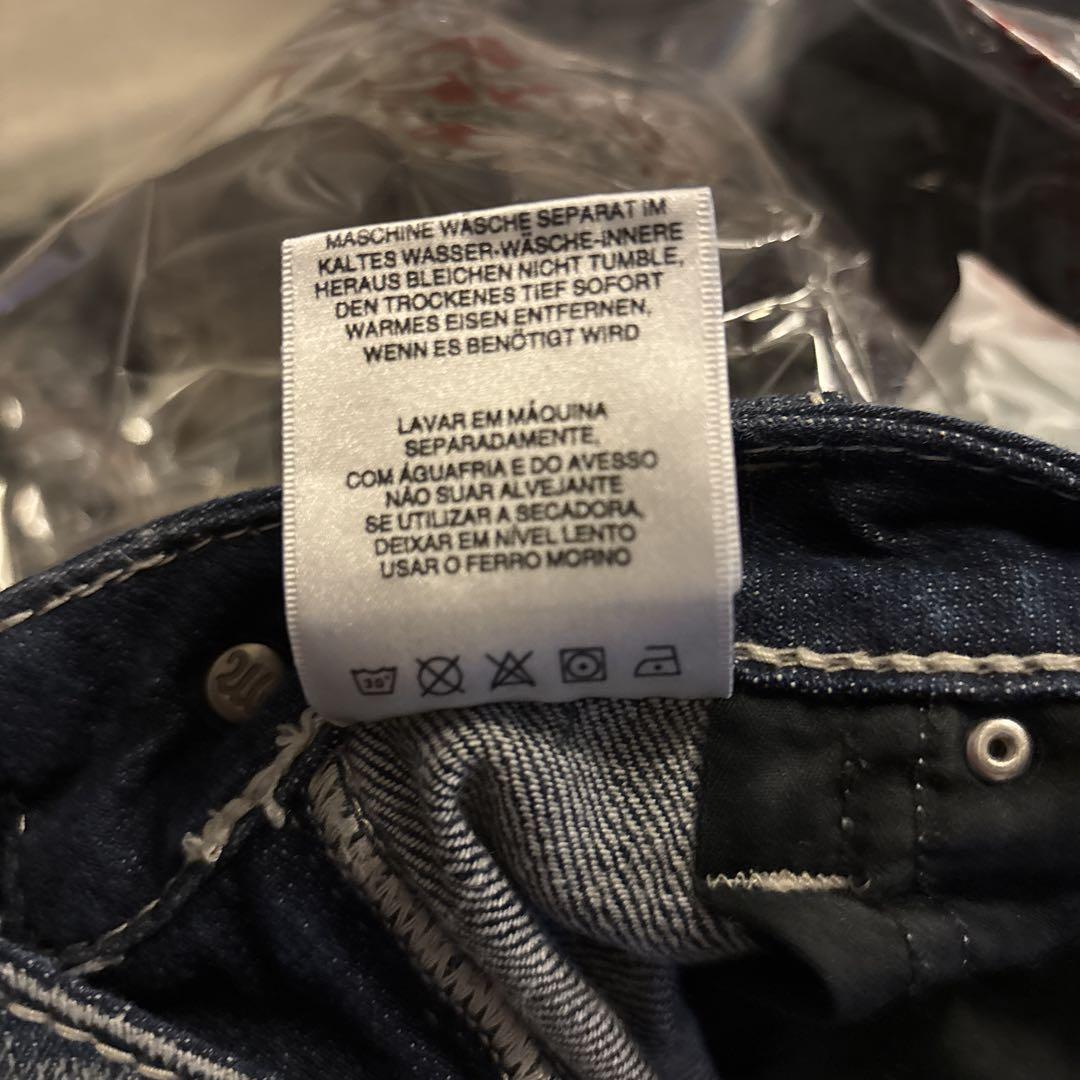 MASCHINE WÄSCHE SEPARAT IM
KALTES WASSER-WÄSCHE-INNERE
HERAUS BLEICHEN NICHT TUMBLE,
DEN TROCKENES TIEF SOFORT
WARMES EISEN ENTFERNEN,
WENN ES BENÖTIGT WIRD
LAVAR EM MÁQUINA
SEPARADAMENTE,
COM ÁGUAFRIA E DO AVESSO
NÃO SUAR ALVEJANTE
SE UTILIZAR A SECADORA,
DEIXAR EM NÍVEL LENTO
USAR O FERRO MORNO
30°